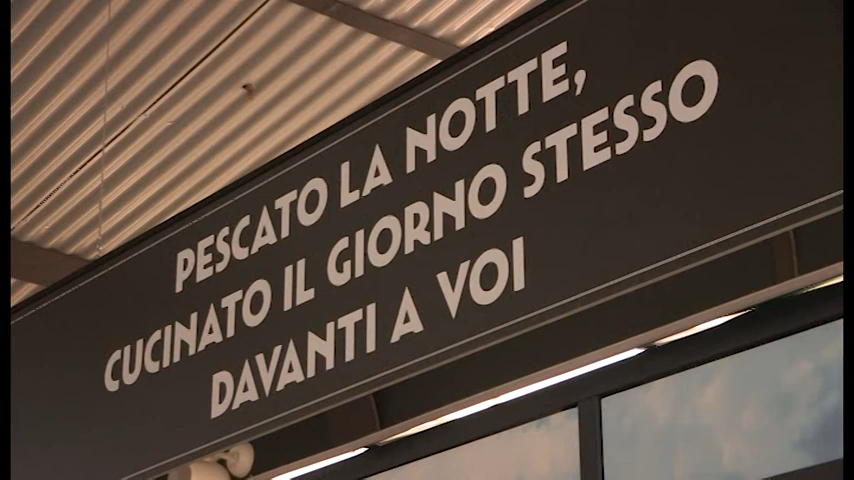 PESCATO LA NOTTE,
CUCINATO IL GIORNO STESSO
DAVANTI A VOI